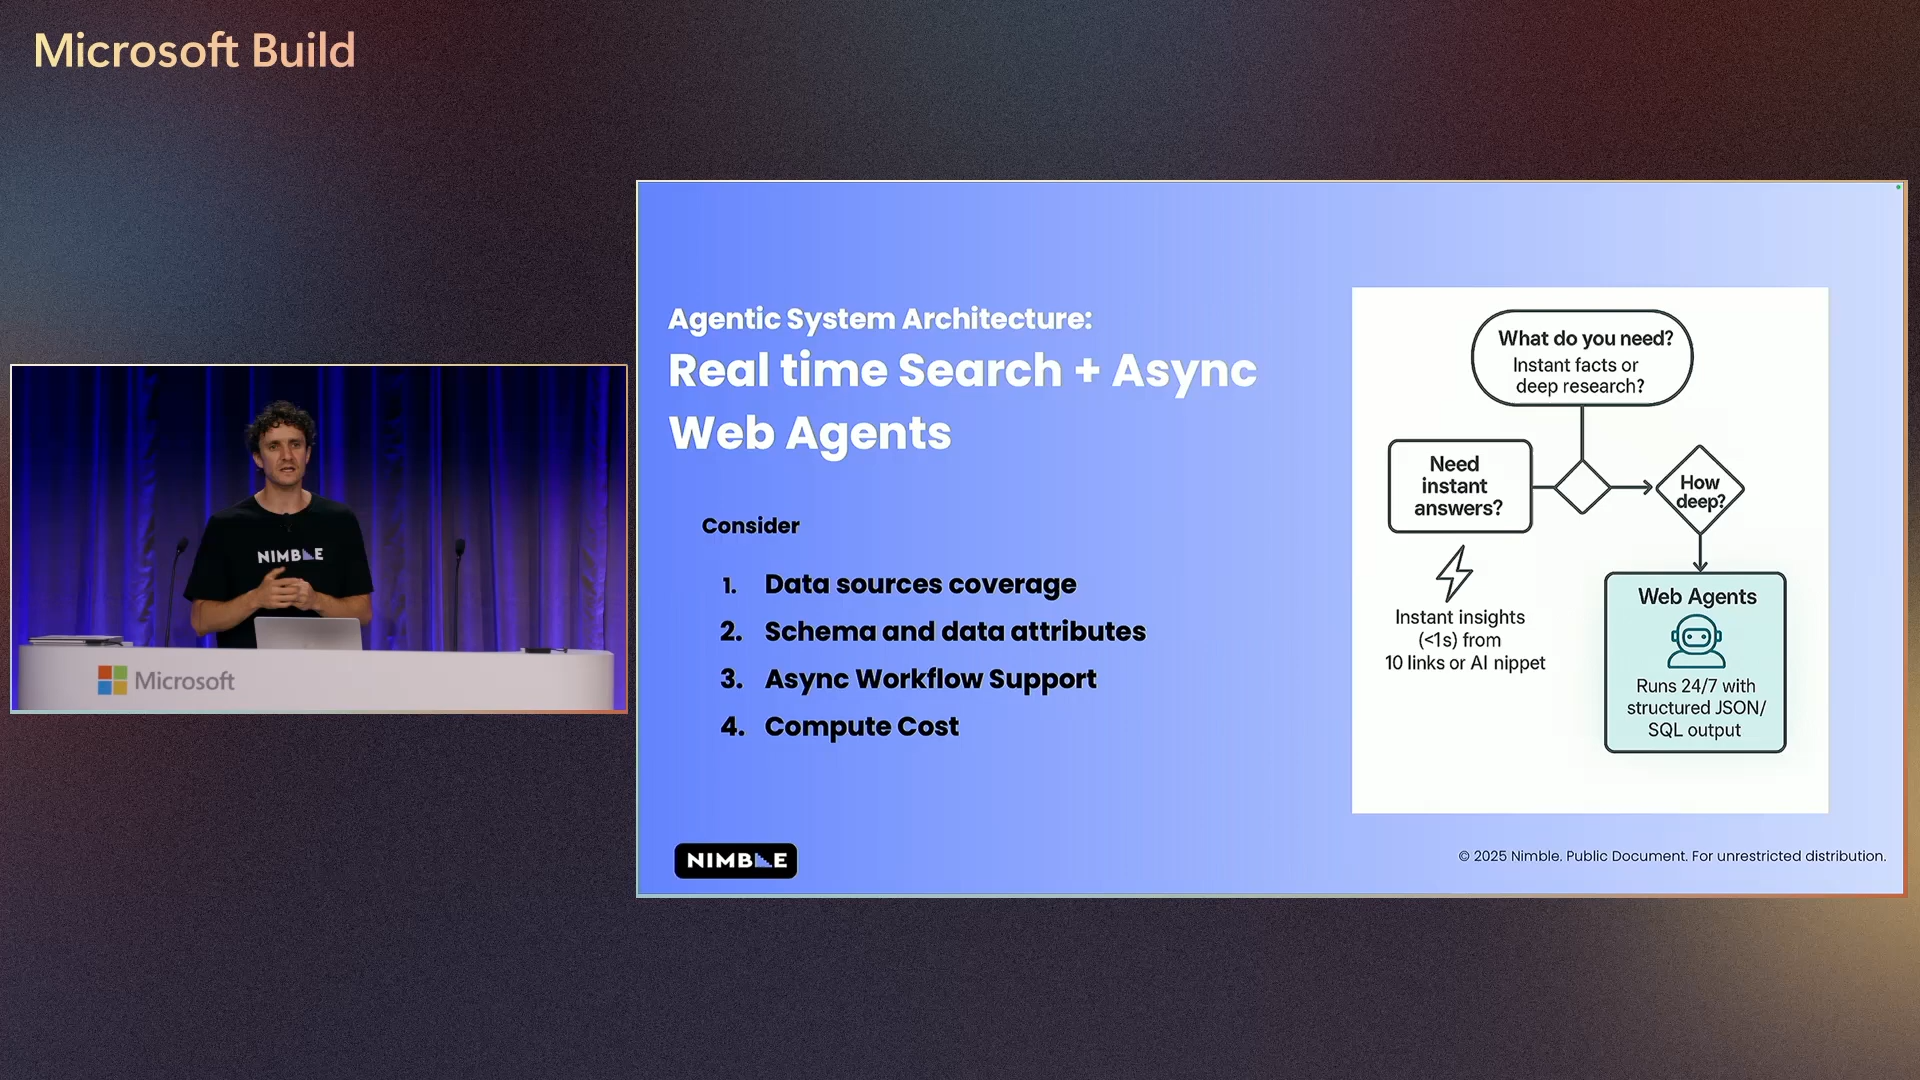 Microsoft Build
NIMBLE
Microsoft
Agentic System Architecture:
Real time Search + Async
Web Agents
Consider
1. Data sources coverage
2. Schema and data attributes
3. Async Workflow Support
4. Compute Cost
What do you need?
Instant facts or
deep research?
Need
instant
answers?
How
deep?
Instant insights
(<1s) from
10 links or AI nippet
Web Agents
Runs 24/7 with
structured JSON/
SQL output
NIMBLE
© 2025 Nimble. Public Document. For unrestricted distribution.